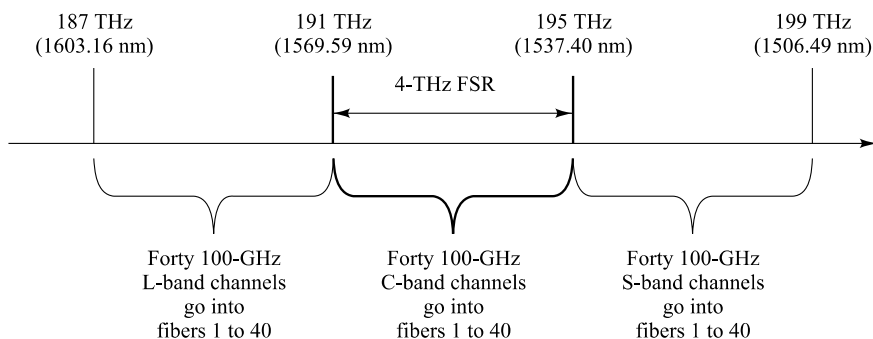 187 THz
(1603.16 nm)
191 THz
(1569.59 nm)
195 THz
(1537.40 nm)
199 THz
(1506.49 nm)
4-THz FSR
Forty 100-GHz
L-band channels
go into
fibers 1 to 40
Forty 100-GHz
C-band channels
go into
fibers 1 to 40
Forty 100-GHz
S-band channels
go into
fibers 1 to 40